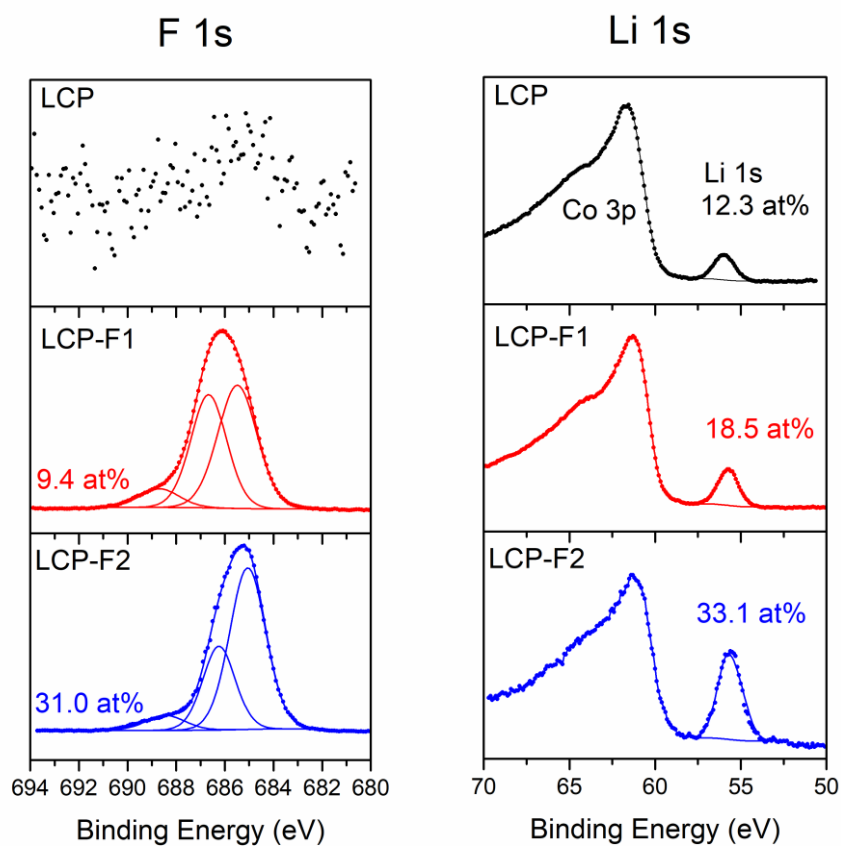 F 1s
LCP
LCP-F1
9.4 at%
LCP-F2
31.0 at%
694 692 690 688 686 684 682 680
Binding Energy (eV)
Li 1s
LCP
Li 1s
12.3 at%
Co 3p
LCP-F1
18.5 at%
LCP-F2
33.1 at%
70 65 60 55 50
Binding Energy (eV)